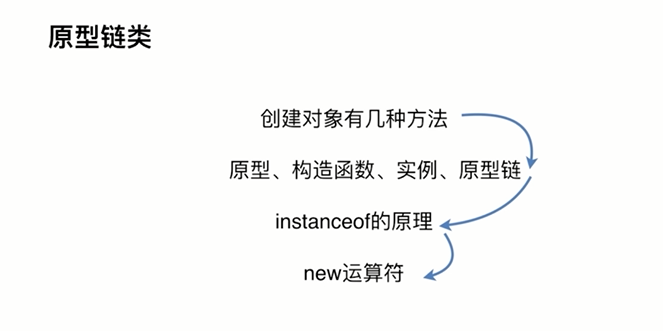 原型链类
创建对象有几种方法
原型、构造函数、实例、原型链
instanceof的原理
new运算符